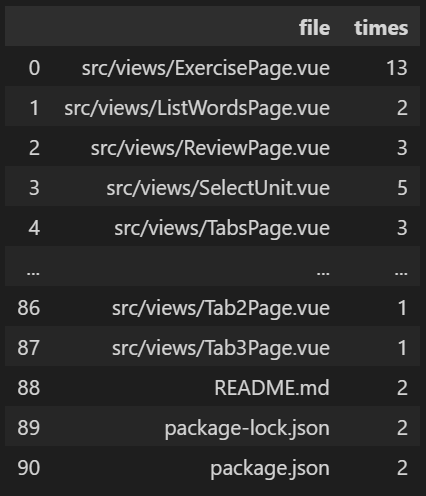 file times
0 src/views/ExercisePage.vue 13
1 src/views/ListWordsPage.vue 2
2 src/views/ReviewPage.vue 3
3 src/views/SelectUnit.vue 5
4 src/views/TabsPage.vue 3
... ... ...
86 src/views/Tab2Page.vue 1
87 src/views/Tab3Page.vue 1
88 README.md 2
89 package-lock.json 2
90 package.json 2